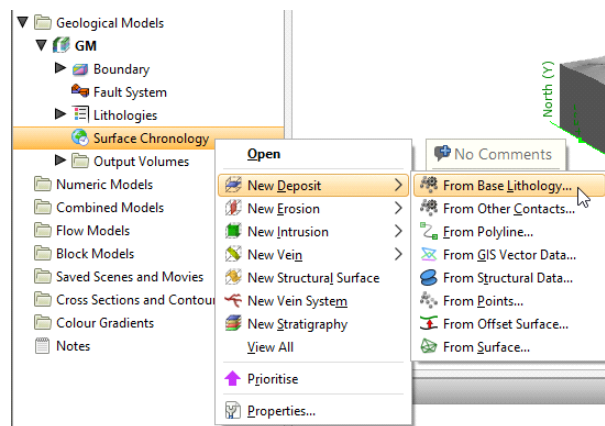 Geological Models
GM
Boundary
Fault System
Lithologies
Surface Chronology
Output Volumes
Numeric Models
Combined Models
Flow Models
Block Models
Saved Scenes and Movies
Cross Sections and Contour
Colour Gradients
Notes
Open
New Deposit
New Erosion
New Intrusion
New Vein
New Structural Surface
New Vein System
New Stratigraphy
View All
Prioritise
Properties...
No Comments
From Base Lithology...
From Other Contacts...
From Polyline...
From GIS Vector Data...
From Structural Data...
From Points...
From Offset Surface...
From Surface...
North (Y)